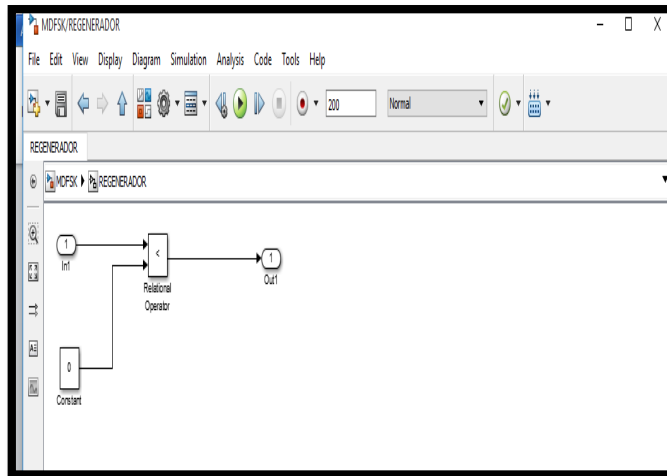 MDFSK/REGENERADOR
File Edit View Display Diagram Simulation Analysis Code Tools Help
200 Normal
REGENERADOR
MDFSK REGENERADOR
1
In1
<
Relational
Operator
1
Out1
0
Constant